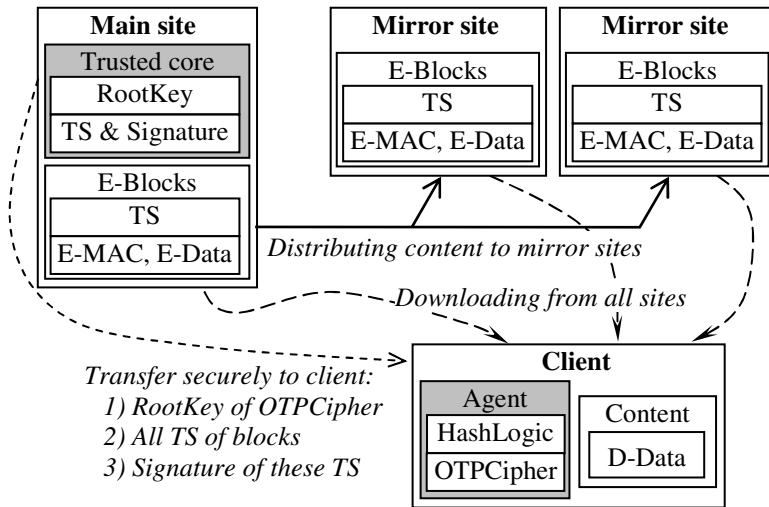 Main site
Trusted core
RootKey
TS & Signature
E-Blocks
TS
E-MAC, E-Data
Mirror site
E-Blocks
TS
E-MAC, E-Data
Mirror site
E-Blocks
TS
E-MAC, E-Data
Distributing content to mirror sites
Downloading from all sites
Transfer securely to client:
1) RootKey of OTPCipher
2) All TS of blocks
3) Signature of these TS
Client
Agent
HashLogic
OTPCipher
Content
D-Data